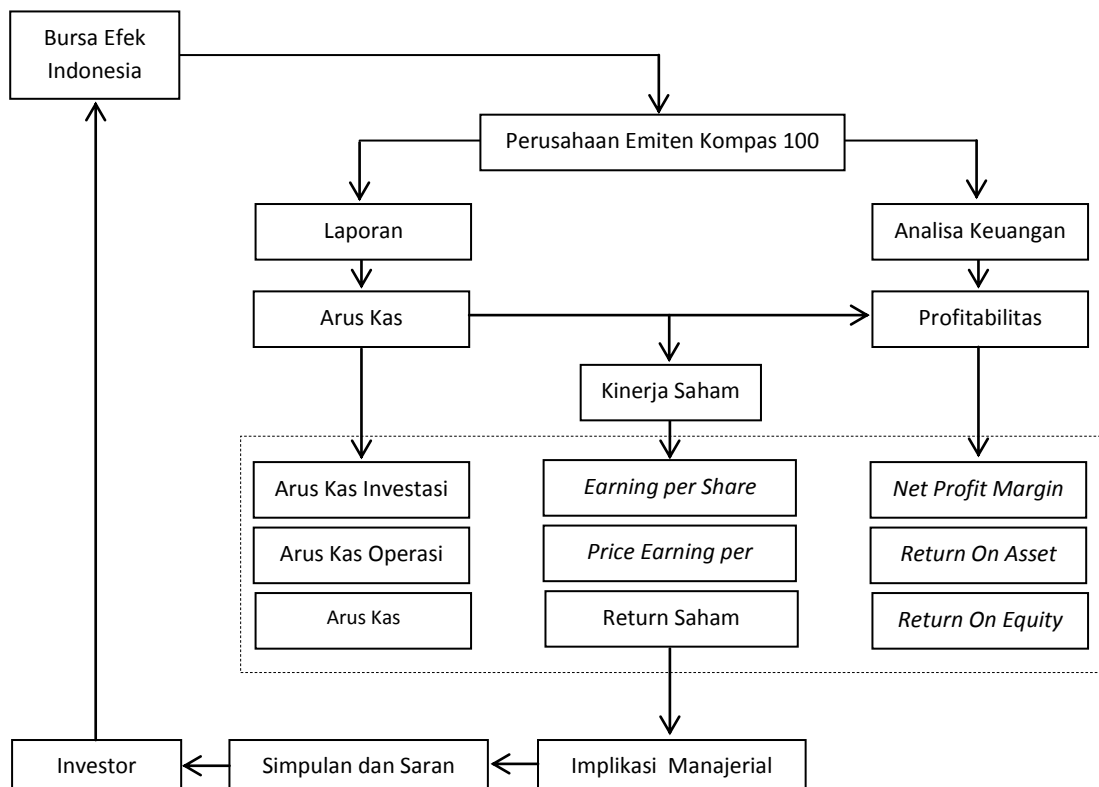 Bursa Efek
Indonesia
Perusahaan Emiten Kompas 100
Laporan
Analisa Keuangan
Arus Kas
Profitabilitas
Kinerja Saham
Arus Kas Investasi
Earning per Share
Net Profit Margin
Arus Kas Operasi
Price Earning per
Return On Asset
Arus Kas
Return Saham
Return On Equity
Investor
Simpulan dan Saran
Implikasi Manajerial